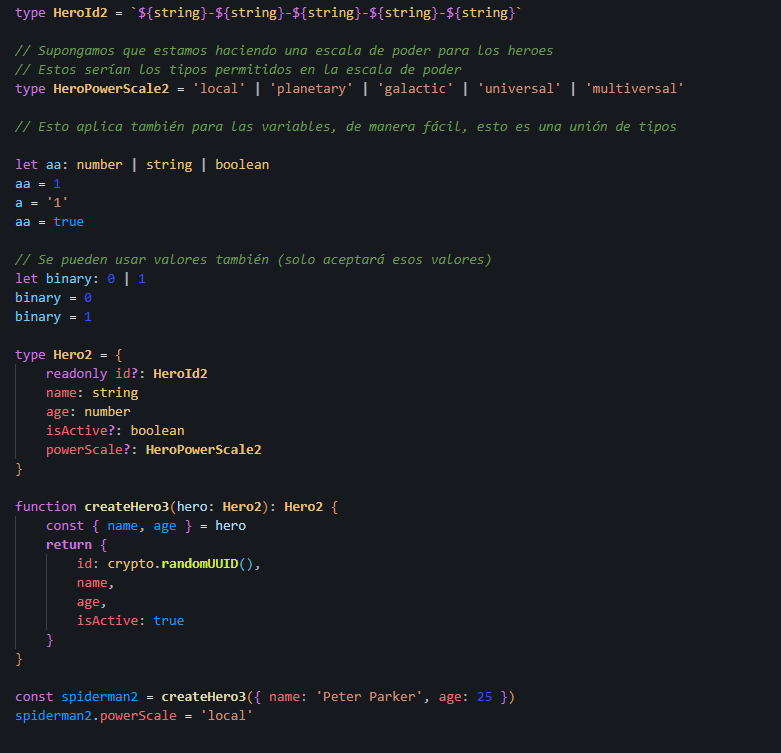 type HeroId2 = `${string}-${string}-${string}-${string}-${string}`
// Supongamos que estamos haciendo una escala de poder para los heroes
// Estos serían los tipos permitidos en la escala de poder
type HeroPowerScale2 = 'local' | 'planetary' | 'galactic' | 'universal' | 'multiversal'
// Esto aplica también para las variables, de manera fácil, esto es una unión de tipos
let aa: number | string | boolean
aa = 1
a = '1'
aa = true
// Se pueden usar valores también (solo aceptará esos valores)
let binary: 0 | 1
binary = 0
binary = 1
type Hero2 = {
    readonly id?: HeroId2
    name: string
    age: number
    isActive?: boolean
    powerScale?: HeroPowerScale2
}
function createHero3(hero: Hero2): Hero2 {
    const { name, age } = hero
    return {
        id: crypto.randomUUID(),
        name,
        age,
        isActive: true
    }
}
const spiderman2 = createHero3({ name: 'Peter Parker', age: 25 })
spiderman2.powerScale = 'local'